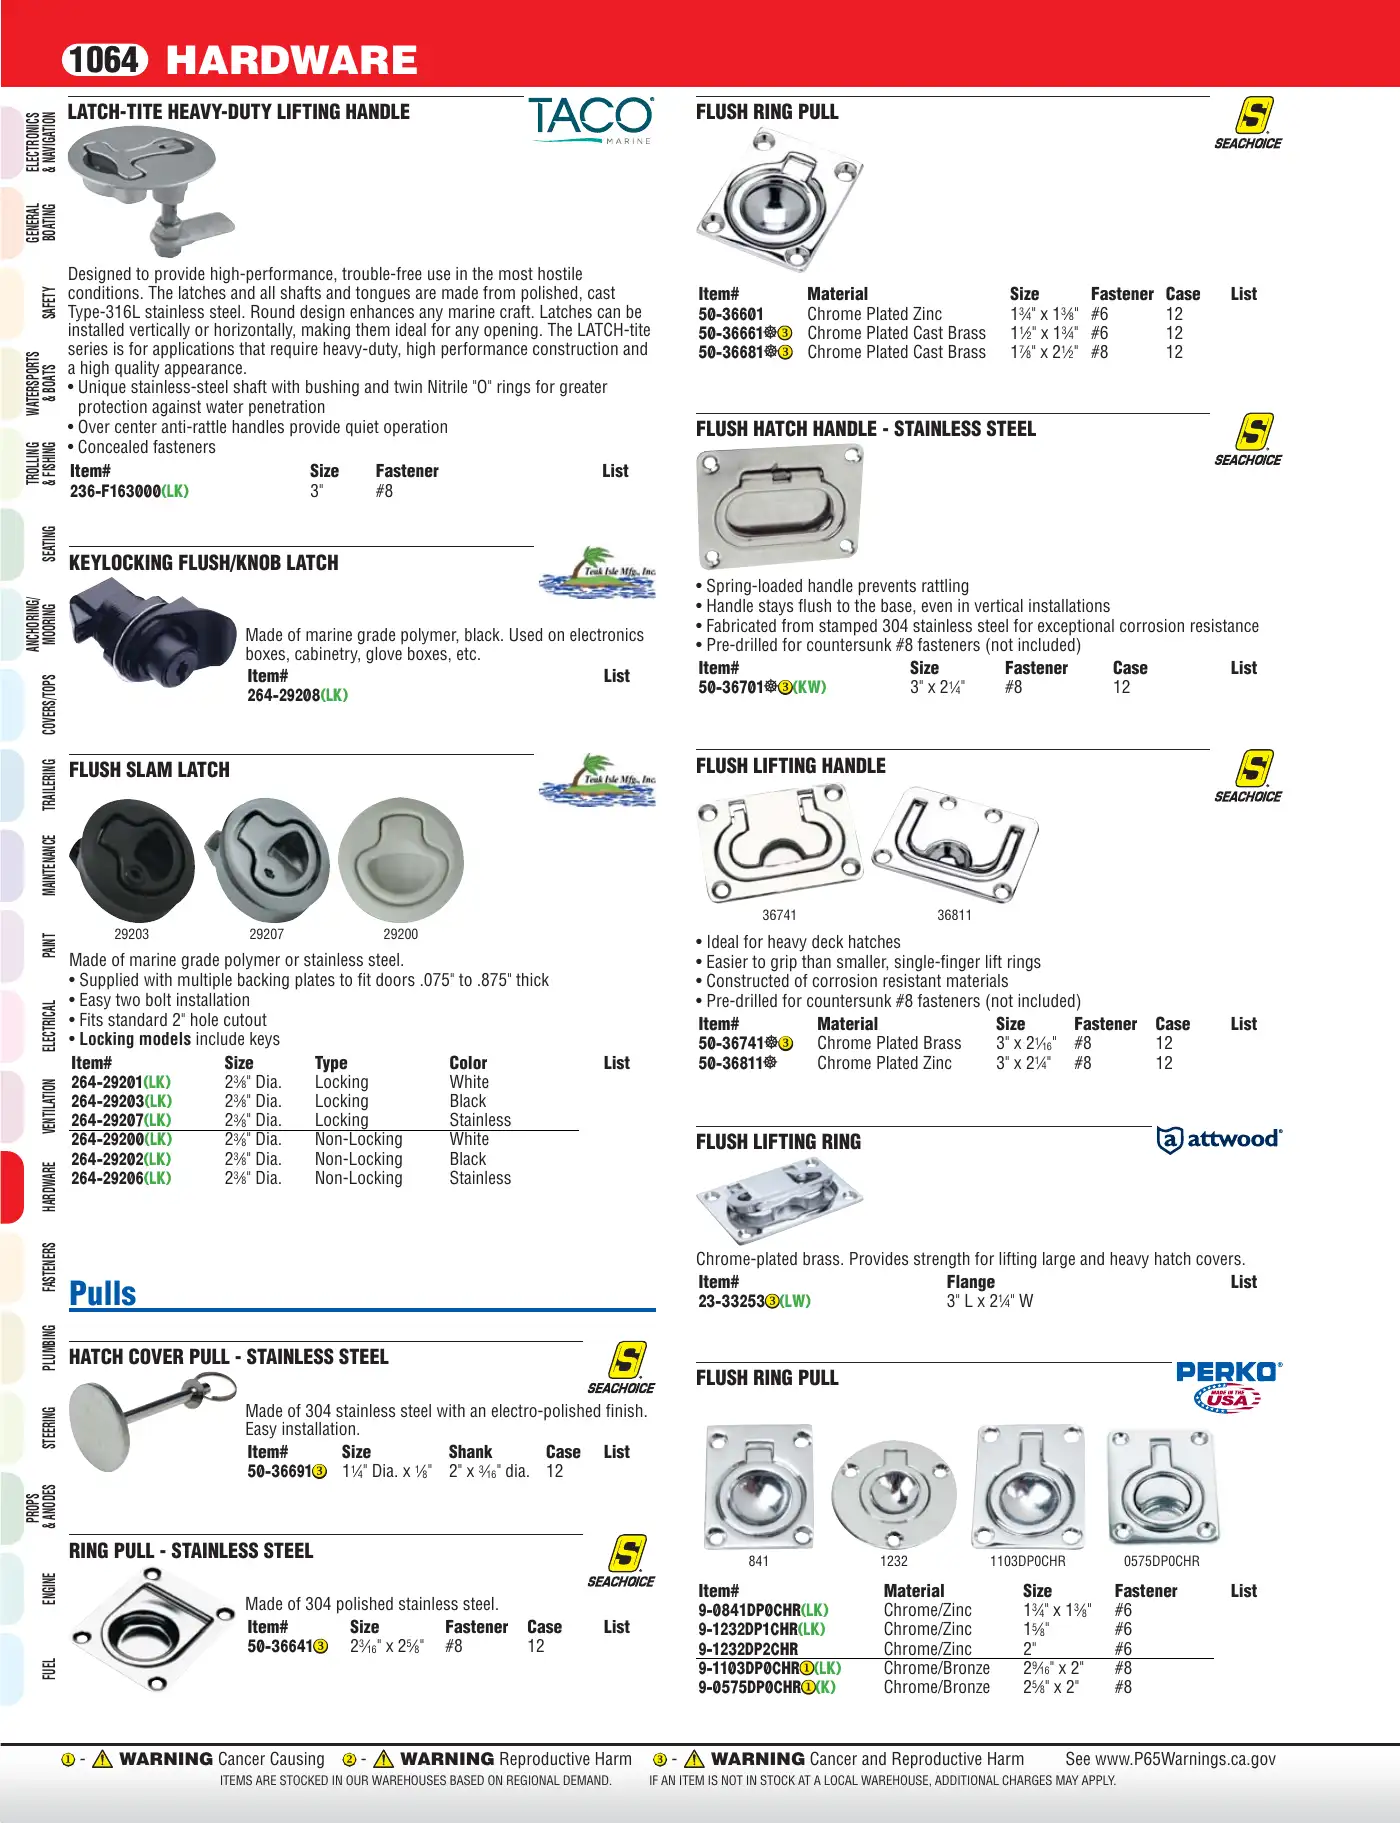 1064 HARDWARE
ELECTRONICS
& NAVIGATION
GENERAL
BOATING
SAFETY
WATERSPORTS
& BOATS
TROLLING
& FISHING
SEATING
ANCHORING/
MOORING
COVERS/TOPS
TRAILERING
MAINTENANCE
PAINT
ELECTRICAL
VENTILATION
HARDWARE
FASTENERS
PLUMBING
STEERING
PROPS
& ANODES
ENGINE
FUEL
LATCH-TITE HEAVY-DUTY LIFTING HANDLE
TACO®
MARINE
Designed to provide high-performance, trouble-free use in the most hostile
conditions. The latches and all shafts and tongues are made from polished, cast
Type-316L stainless steel. Round design enhances any marine craft. Latches can be
installed vertically or horizontally, making them ideal for any opening. The LATCH-tite
series is for applications that require heavy-duty, high performance construction and
a high quality appearance.
• Unique stainless-steel shaft with bushing and twin Nitrile "O" rings for greater
protection against water penetration
• Over center anti-rattle handles provide quiet operation
• Concealed fasteners
Item# Size Fastener List
236-F163000(LK) 3" #8
KEYLOCKING FLUSH/KNOB LATCH
Teak Isle Mfg., Inc.
Made of marine grade polymer, black. Used on electronics
boxes, cabinetry, glove boxes, etc.
Item# List
264-29208(LK)
FLUSH SLAM LATCH
Teak Isle Mfg., Inc.
29203 29207 29200
Made of marine grade polymer or stainless steel.
• Supplied with multiple backing plates to fit doors .075" to .875" thick
• Easy two bolt installation
• Fits standard 2" hole cutout
• Locking models include keys
Item# Size Type Color List
264-29201(LK) 2⅜" Dia. Locking White
264-29203(LK) 2⅜" Dia. Locking Black
264-29207(LK) 2⅜" Dia. Locking Stainless
264-29200(LK) 2⅜" Dia. Non-Locking White
264-29202(LK) 2⅜" Dia. Non-Locking Black
264-29206(LK) 2⅜" Dia. Non-Locking Stainless
Pulls
HATCH COVER PULL - STAINLESS STEEL
S
SEACHOICE
Made of 304 stainless steel with an electro-polished finish.
Easy installation.
Item# Size Shank Case List
50-36691③ 1¼" Dia. x ⅛" 2" x 3⁄16" dia. 12
RING PULL - STAINLESS STEEL
S
SEACHOICE
Made of 304 polished stainless steel.
Item# Size Fastener Case List
50-36641③ 23⁄16" x 2⅝" #8 12
FLUSH RING PULL
S
SEACHOICE
Item# Material Size Fastener Case List
50-36601 Chrome Plated Zinc 1¾" x 1⅜" #6 12
50-36661☸③ Chrome Plated Cast Brass 1½" x 1¾" #6 12
50-36681☸③ Chrome Plated Cast Brass 1⅞" x 2½" #8 12
FLUSH HATCH HANDLE - STAINLESS STEEL
S
SEACHOICE
• Spring-loaded handle prevents rattling
• Handle stays flush to the base, even in vertical installations
• Fabricated from stamped 304 stainless steel for exceptional corrosion resistance
• Pre-drilled for countersunk #8 fasteners (not included)
Item# Size Fastener Case List
50-36701☸③(KW) 3" x 2¼" #8 12
FLUSH LIFTING HANDLE
S
SEACHOICE
36741 36811
• Ideal for heavy deck hatches
• Easier to grip than smaller, single-finger lift rings
• Constructed of corrosion resistant materials
• Pre-drilled for countersunk #8 fasteners (not included)
Item# Material Size Fastener Case List
50-36741☸③ Chrome Plated Brass 3" x 21⁄16" #8 12
50-36811☸ Chrome Plated Zinc 3" x 2¼" #8 12
FLUSH LIFTING RING
a attwood®
Chrome-plated brass. Provides strength for lifting large and heavy hatch covers.
Item# Flange List
23-33253③(LW) 3" L x 2¼" W
FLUSH RING PULL
PERKO®
MADE IN THE
USA
841 1232 1103DP0CHR 0575DP0CHR
Item# Material Size Fastener List
9-0841DP0CHR(LK) Chrome/Zinc 1¾" x 1⅜" #6
9-1232DP1CHR(LK) Chrome/Zinc 1⅝" #6
9-1232DP2CHR Chrome/Zinc 2" #6
9-1103DP0CHR①(LK) Chrome/Bronze 29⁄16" x 2" #8
9-0575DP0CHR①(K) Chrome/Bronze 2⅝" x 2" #8
① - ⚠ WARNING Cancer Causing ② - ⚠ WARNING Reproductive Harm ③ - ⚠ WARNING Cancer and Reproductive Harm See www.P65Warnings.ca.gov
ITEMS ARE STOCKED IN OUR WAREHOUSES BASED ON REGIONAL DEMAND. IF AN ITEM IS NOT IN STOCK AT A LOCAL WAREHOUSE, ADDITIONAL CHARGES MAY APPLY.